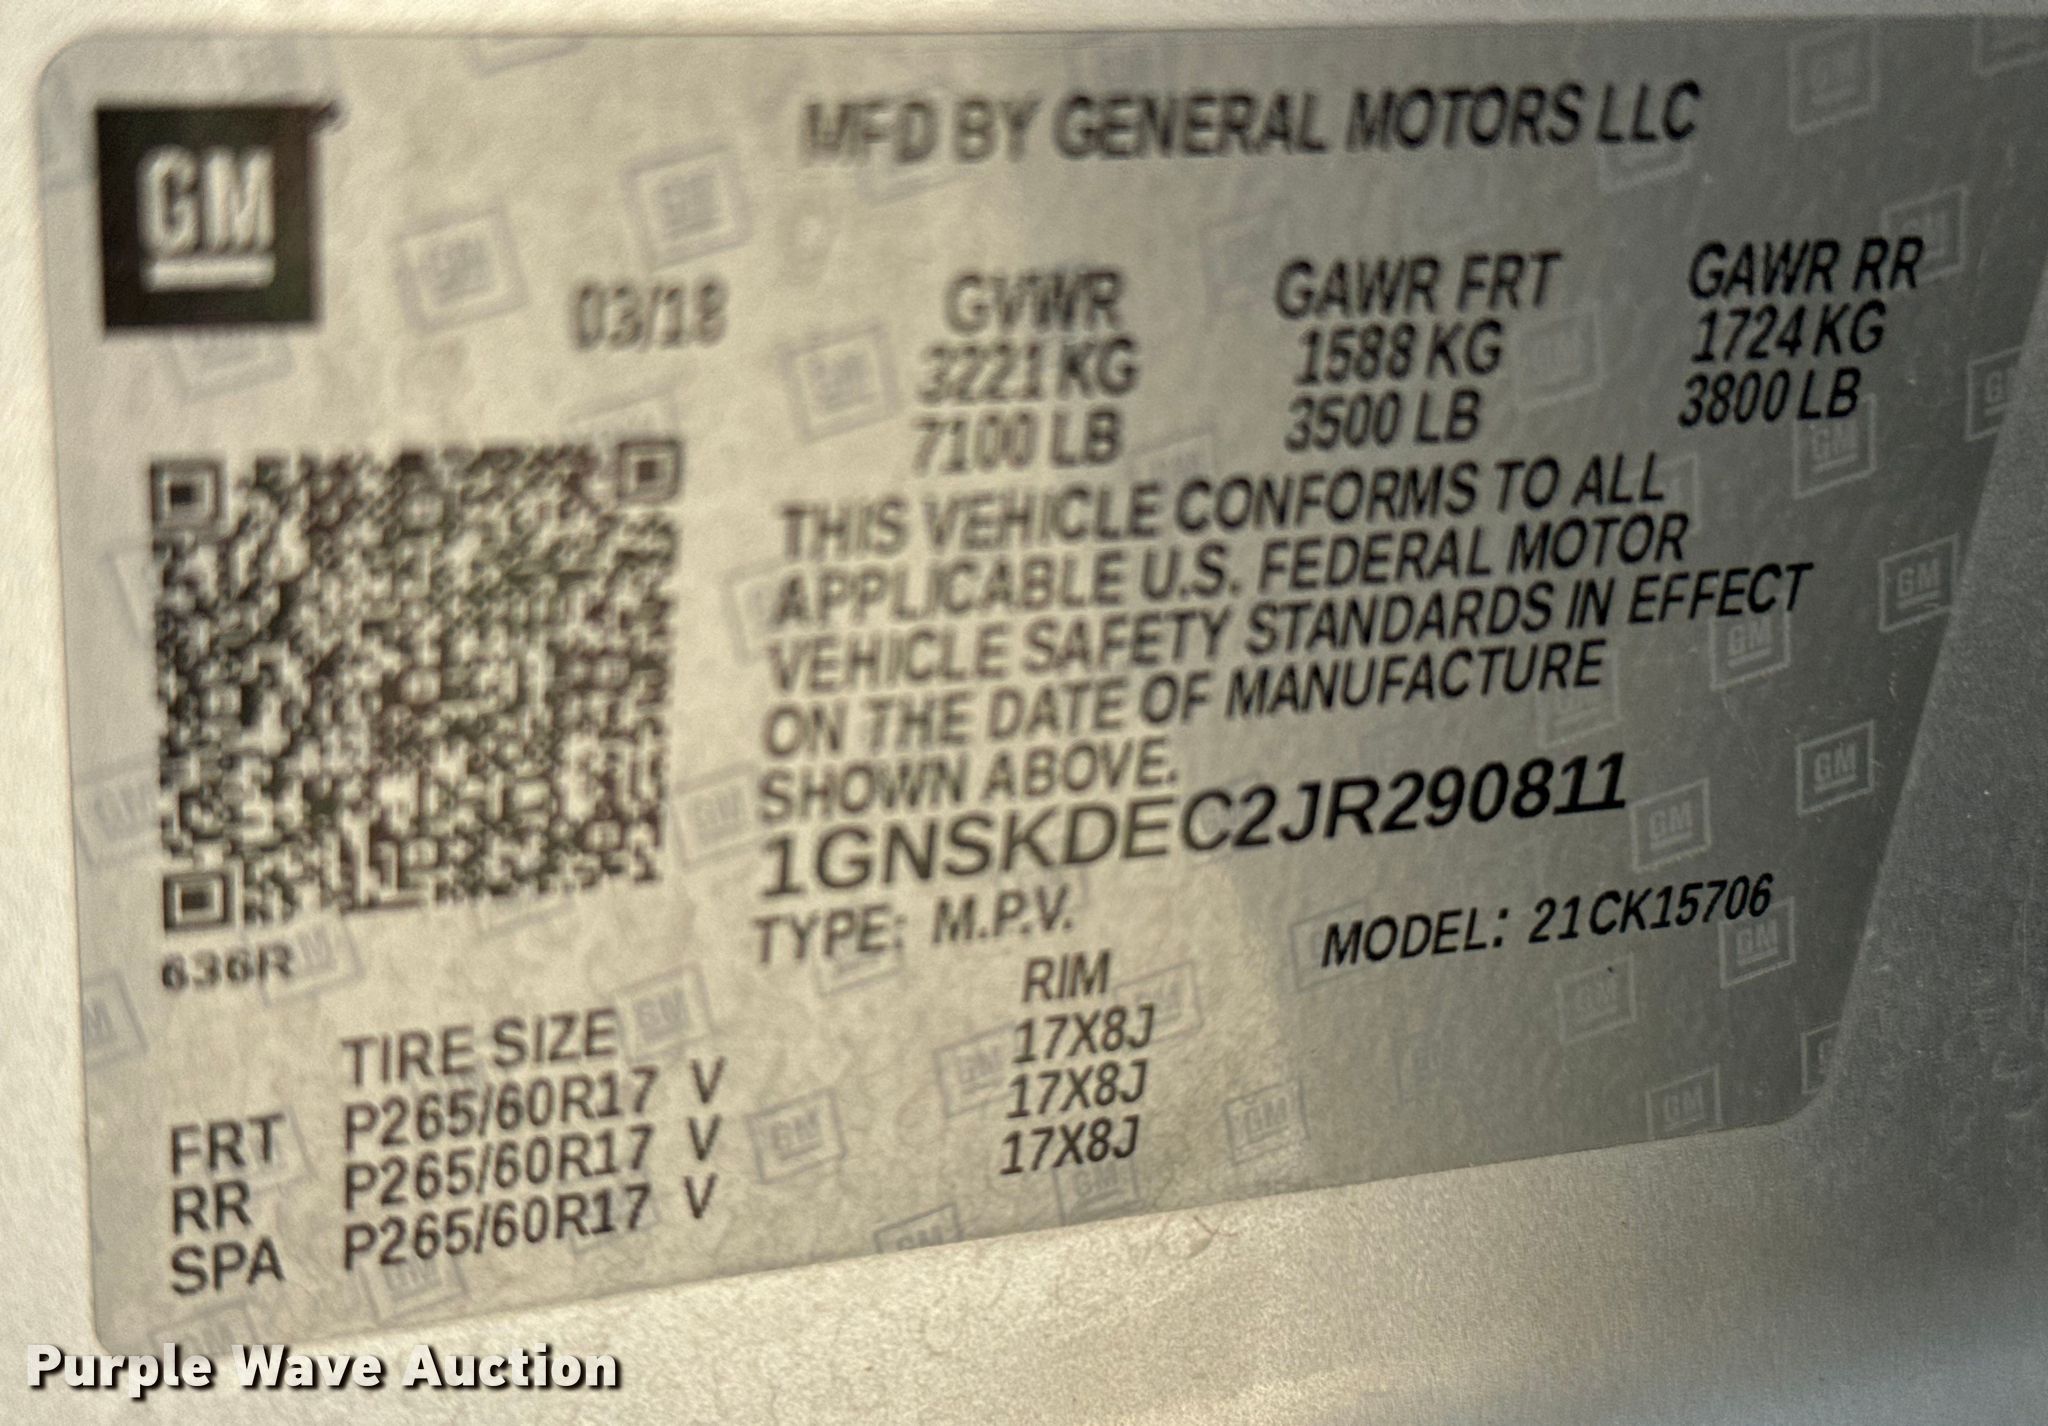 GM
MFD BY GENERAL MOTORS LLC
03/18
GVWR GAWR FRT GAWR RR
3221 KG 1588 KG 1724 KG
7100 LB 3500 LB 3800 LB
THIS VEHICLE CONFORMS TO ALL
APPLICABLE U.S. FEDERAL MOTOR
VEHICLE SAFETY STANDARDS IN EFFECT
ON THE DATE OF MANUFACTURE
SHOWN ABOVE.
1GNSKDEC2JR290811
TYPE: M.P.V. MODEL: 21CK15706
636R
TIRE SIZE RIM
FRT P265/60R17 V 17X8J
RR P265/60R17 V 17X8J
SPA P265/60R17 V 17X8J
Purple Wave Auction